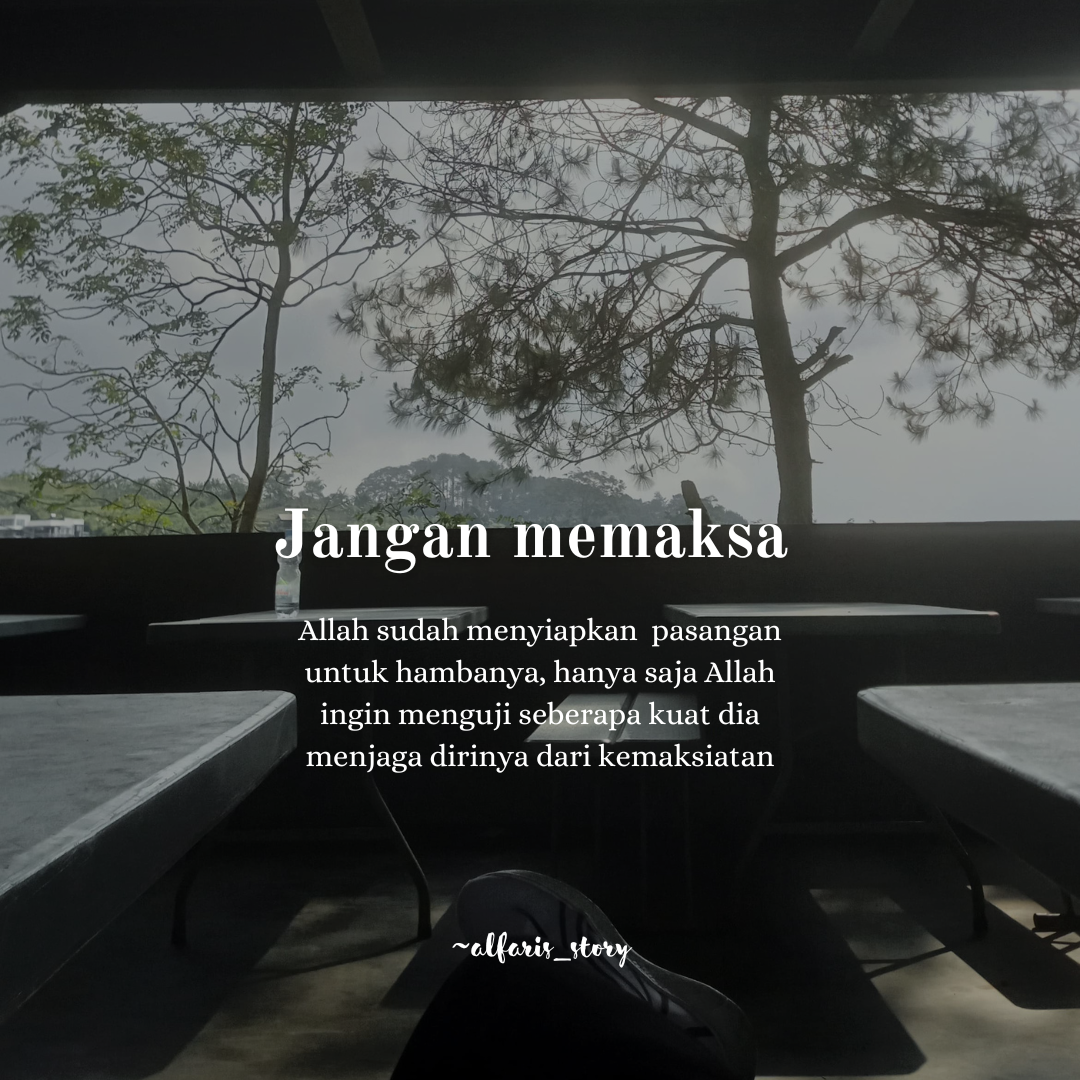 Jangan memaksa
Allah sudah menyiapkan  pasangan
untuk hambanya, hanya saja Allah
ingin menguji seberapa kuat dia
menjaga dirinya dari kemaksiatan
~alfaris_story